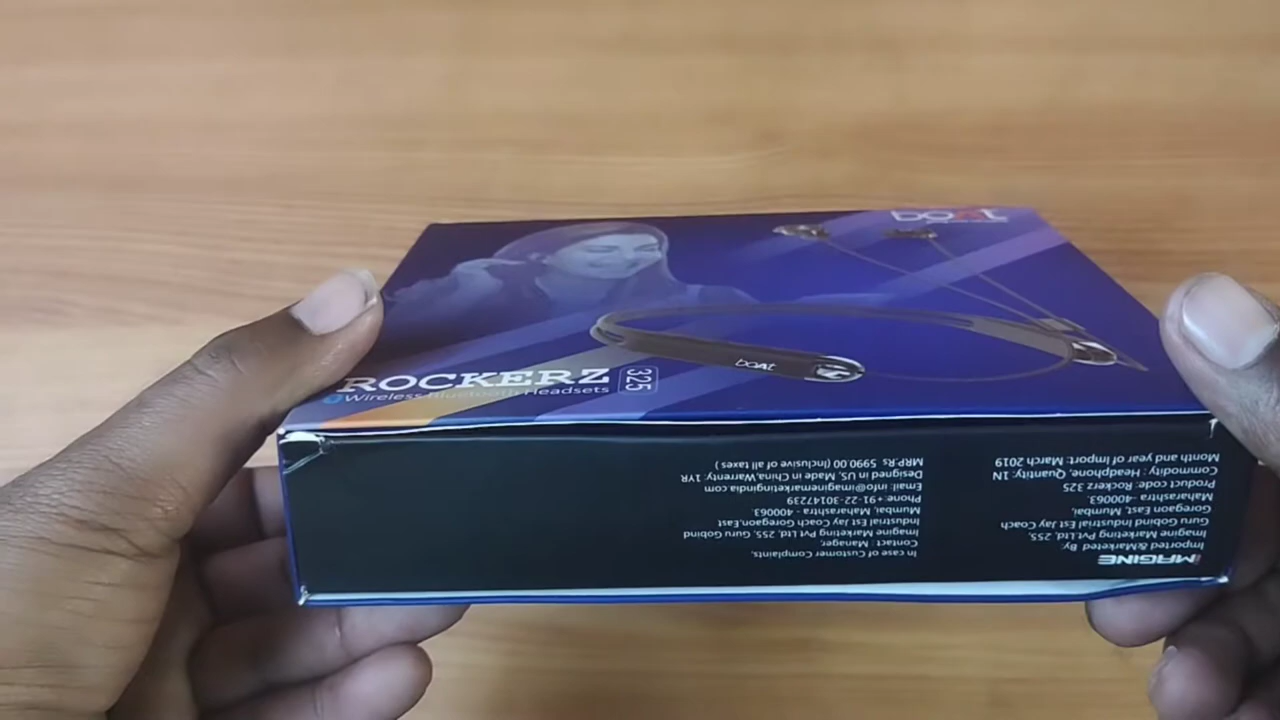 boAt
boAt
ROCKERZ 325
Wireless Bluetooth Headsets
iMAGINE
Imported &Marketed By:
Imagine Marketing Pvt.Ltd, 255,
Guru Gobind Industrial Est Jay Coach
Goregaon East, Mumbai,
Maharashtra -400063.
Product code: Rockerz 325
Commodity : Headphone, Quantity: 1N
Month and year of Import: March 2019
In case of Customer Complaints,
Contact : Manager,
Imagine Marketing Pvt Ltd, 255, Guru Gobind
Industrial Est Jay Coach Goregaon,East
Mumbai, Maharashtra - 400063.
Phone: +91-22-30147239
Email: info@imaginemarketingindia.com
Designed in US, Made in China,Warrenty: 1YR
MRP.Rs 5990.00 (Inclusive of all taxes )